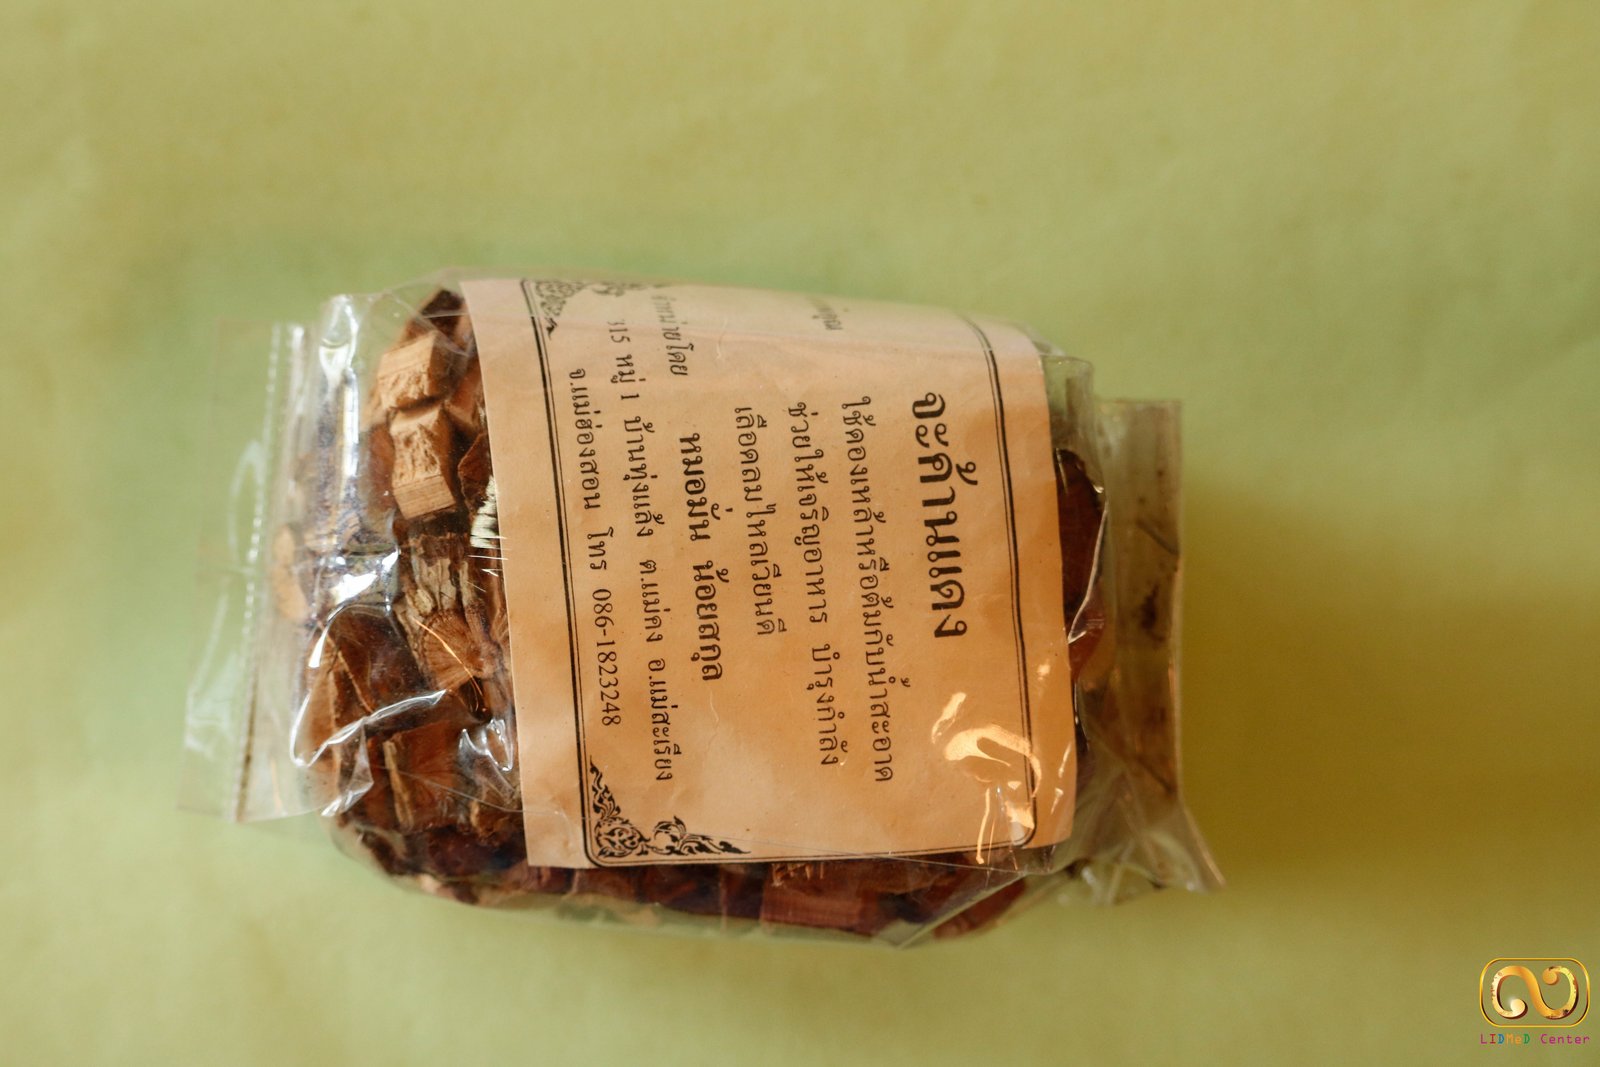 จะค้านแดง
ใช้ดองเหล้าหรือต้มกับน้ำสะอาด
ช่วยให้เจริญอาหาร บำรุงกำลัง
เลือดลมไหลเวียนดี
หมอมั่น น้อยสกุล
จำหน่ายโดย
315 หมู่ 1 บ้านทุ่งแล้ง ต.แม่คง อ.แม่สะเรียง
จ.แม่ฮ่องสอน โทร 086-1823248
LIDMeD Center